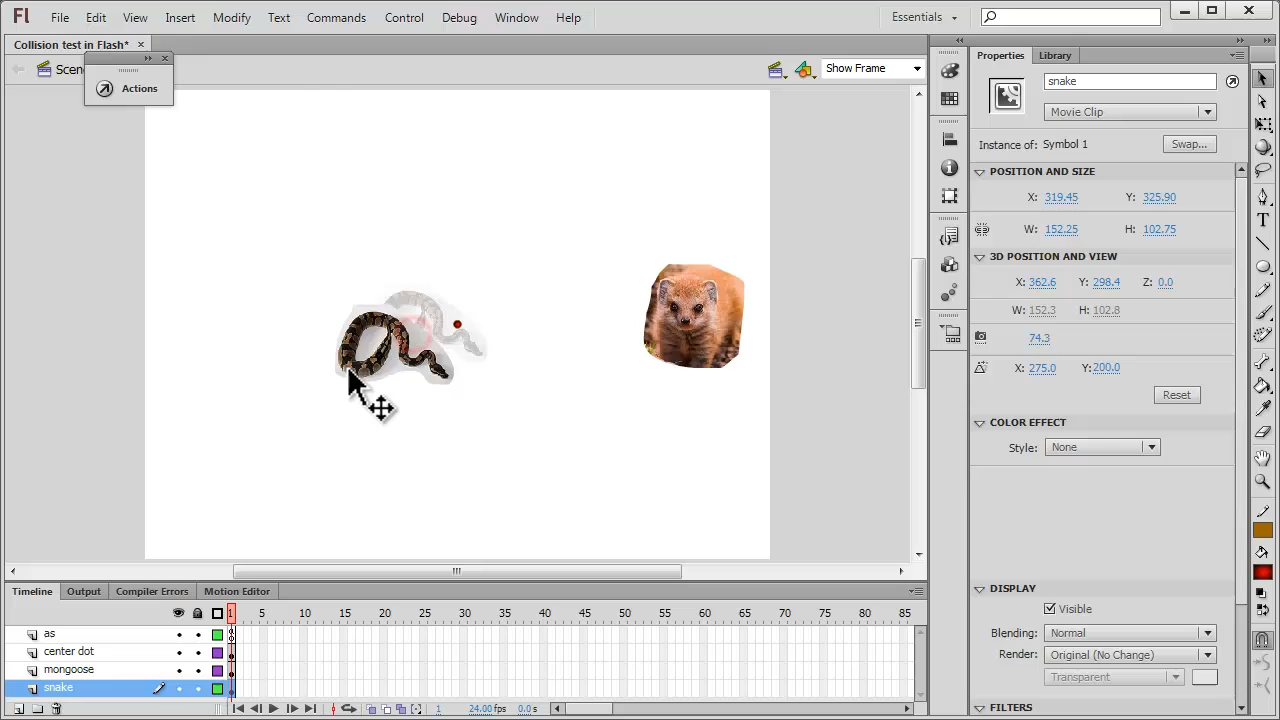 Fl File Edit View Insert Modify Text Commands Control Debug Window Help Essentials
Collision test in Flash* ×
Scen Show Frame
Actions
Properties Library
snake
Movie Clip
Instance of: Symbol 1 Swap...
POSITION AND SIZE
X: 319.45 Y: 325.90
W: 152.25 H: 102.75
3D POSITION AND VIEW
X: 362.6 Y: 298.4 Z: 0.0
W: 152.3 H: 102.8
74.3
X: 275.0 Y: 200.0
Reset
COLOR EFFECT
Style: None
DISPLAY
Visible
Blending: Normal
Render: Original (No Change)
Transparent
FILTERS
Timeline Output Compiler Errors Motion Editor
1 5 10 15 20 25 30 35 40 45 50 55 60 65 70 75 80 85
as
center dot
mongoose
snake
1 24.00 fps 0.0 s